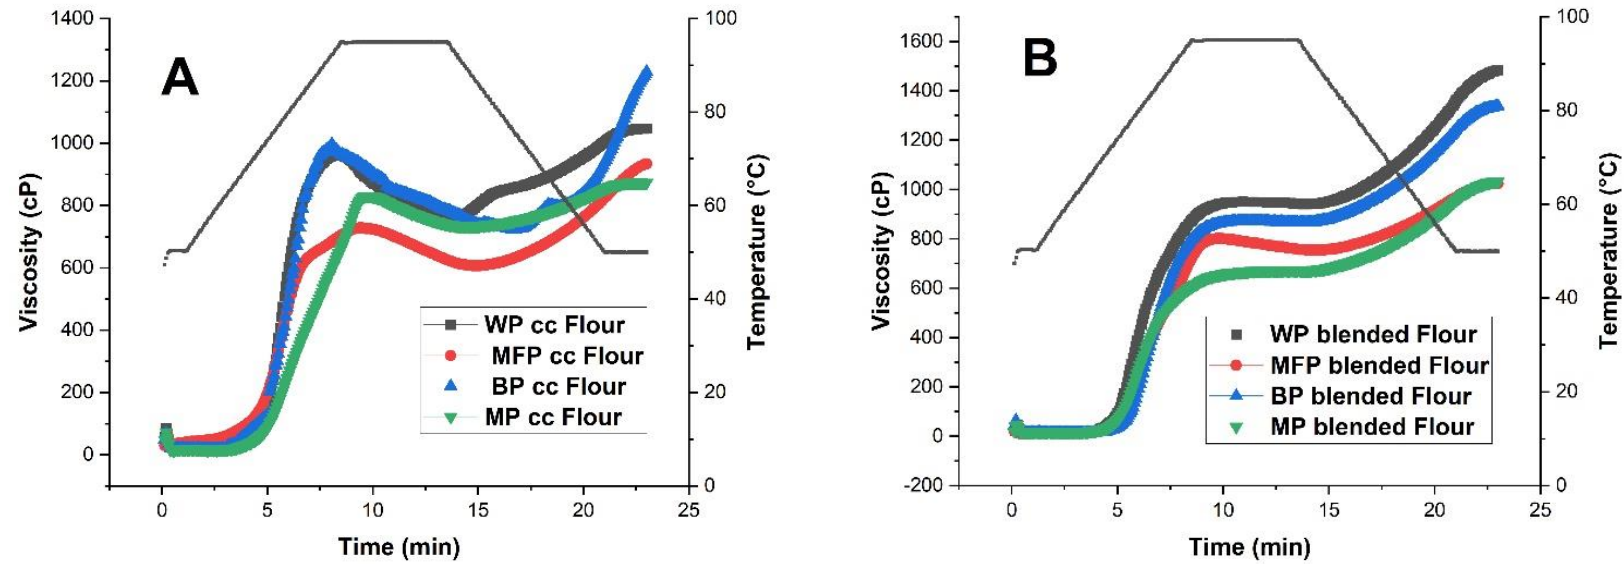 A
Viscosity (cP)
1400
1200
1000
800
600
400
200
0
100
80
60
40
20
0
Temperature (°C)
WP cc Flour
MFP cc Flour
BP cc Flour
MP cc Flour
0 5 10 15 20 25
Time (min)
B
Viscosity (cP)
1600
1400
1200
1000
800
600
400
200
0
-200
100
80
60
40
20
0
Temperature (°C)
WP blended Flour
MFP blended Flour
BP blended Flour
MP blended Flour
0 5 10 15 20 25
Time (min)